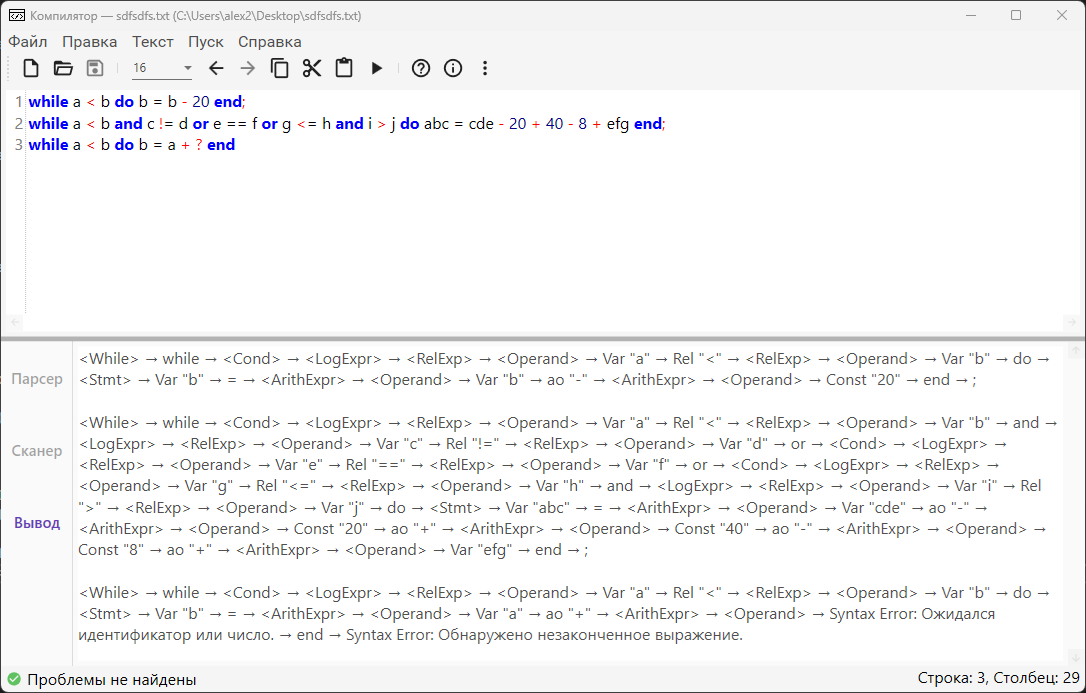 Компилятор — sdfsdfs.txt (C:\Users\alex2\Desktop\sdfsdfs.txt)
Файл Правка Текст Пуск Справка
16
1 while a < b do b = b - 20 end;
2 while a < b and c != d or e == f or g <= h and i > j do abc = cde - 20 + 40 - 8 + efg end;
3 while a < b do b = a + ? end
Парсер
Сканер
Вывод
<While> → while → <Cond> → <LogExpr> → <RelExp> → <Operand> → Var "a" → Rel "<" → <RelExp> → <Operand> → Var "b" → do →
<Stmt> → Var "b" → = → <ArithExpr> → <Operand> → Var "b" → ao "-" → <ArithExpr> → <Operand> → Const "20" → end → ;
<While> → while → <Cond> → <LogExpr> → <RelExp> → <Operand> → Var "a" → Rel "<" → <RelExp> → <Operand> → Var "b" → and →
<LogExpr> → <RelExp> → <Operand> → Var "c" → Rel "!=" → <RelExp> → <Operand> → Var "d" → or → <Cond> → <LogExpr> →
<RelExp> → <Operand> → Var "e" → Rel "==" → <RelExp> → <Operand> → Var "f" → or → <Cond> → <LogExpr> → <RelExp> →
<Operand> → Var "g" → Rel "<=" → <RelExp> → <Operand> → Var "h" → and → <LogExpr> → <RelExp> → <Operand> → Var "i" → Rel
">" → <RelExp> → <Operand> → Var "j" → do → <Stmt> → Var "abc" → = → <ArithExpr> → <Operand> → Var "cde" → ao "-" →
<ArithExpr> → <Operand> → Const "20" → ao "+" → <ArithExpr> → <Operand> → Const "40" → ao "-" → <ArithExpr> → <Operand> →
Const "8" → ao "+" → <ArithExpr> → <Operand> → Var "efg" → end → ;
<While> → while → <Cond> → <LogExpr> → <RelExp> → <Operand> → Var "a" → Rel "<" → <RelExp> → <Operand> → Var "b" → do →
<Stmt> → Var "b" → = → <ArithExpr> → <Operand> → Var "a" → ao "+" → <ArithExpr> → <Operand> → Syntax Error: Ожидался
идентификатор или число. → end → Syntax Error: Обнаружено незаконченное выражение.
Проблемы не найдены
Строка: 3, Столбец: 29